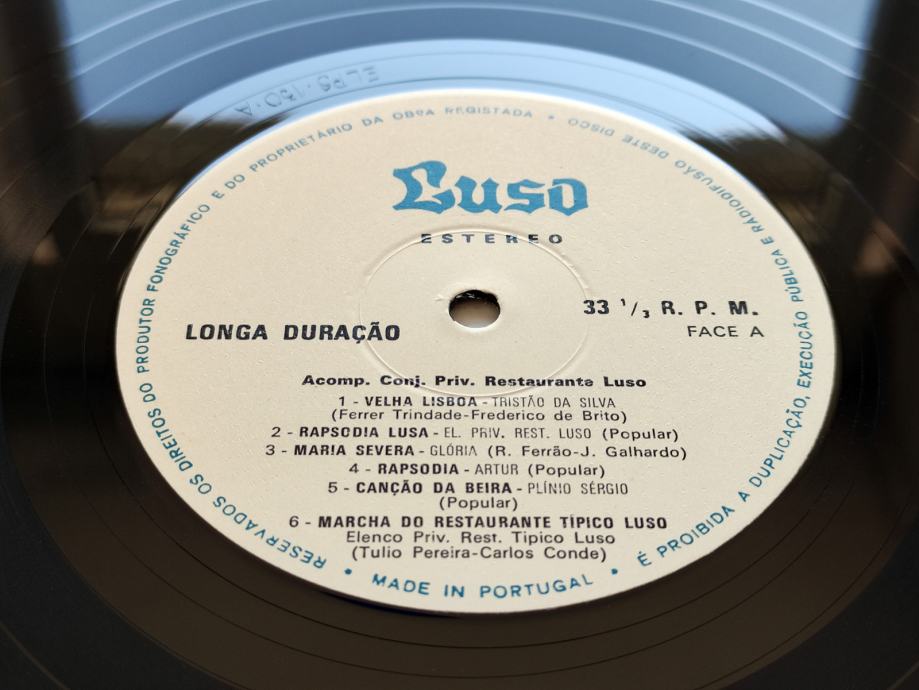 ELPS·130·A
RESERVADOS OS DIREITOS DO PRODUTOR FONOGRÁFICO E DO PROPRIETÁRIO DA OBRA REGISTADA • É PROIBIDA A DUPLICAÇÃO, EXECUÇÃO PÚBLICA E RADIODIFUSÃO DESTE DISCO
Luso
ESTEREO
33 ¹/₃ R. P. M.
LONGA DURAÇÃO
FACE A
Acomp. Conj. Priv. Restaurante Luso
1 - VELHA LISBOA - TRISTÃO DA SILVA
(Ferrer Trindade-Frederico de Brito)
2 - RAPSODIA LUSA - EL. PRIV. REST. LUSO (Popular)
3 - MARIA SEVERA - GLÓRIA (R. Ferrão-J. Galhardo)
4 - RAPSODIA - ARTUR (Popular)
5 - CANÇÃO DA BEIRA - PLÍNIO SÉRGIO
(Popular)
6 - MARCHA DO RESTAURANTE TÍPICO LUSO
Elenco Priv. Rest. Tipico Luso
(Tulio Pereira-Carlos Conde)
• MADE IN PORTUGAL •